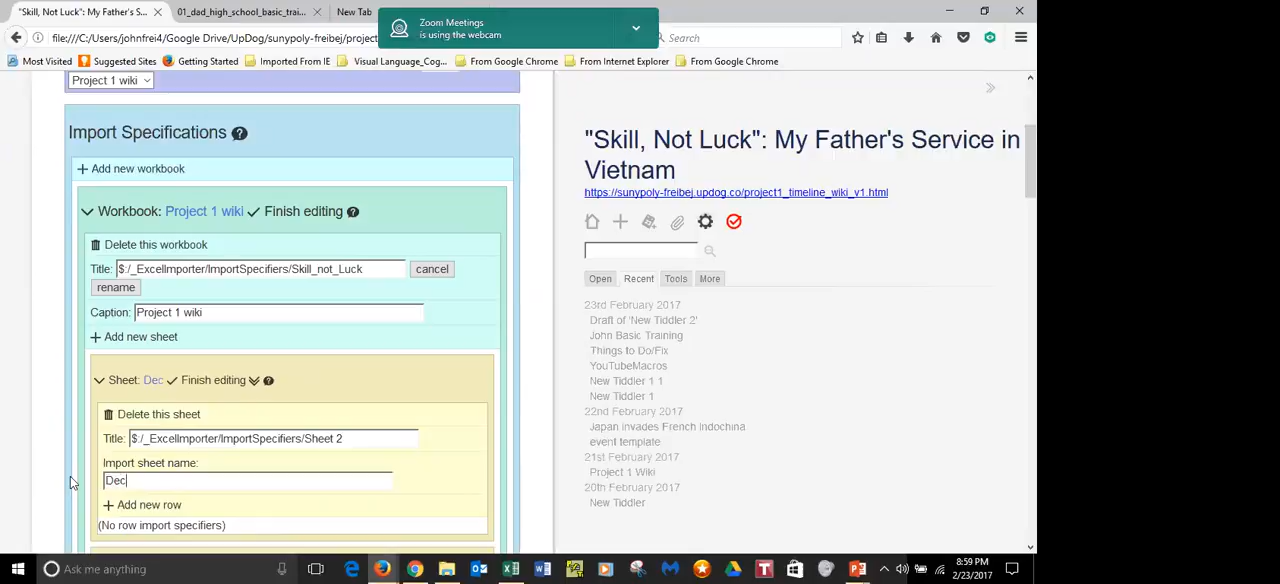 "Skill, Not Luck": My Father's S...
01_dad_high_school_basic_trai...
New Tab
Zoom Meetings
is using the webcam
file:///C:/Users/johnfrei4/Google Drive/UpDog/sunypoly-freibej/project
Search
Most Visited
Suggested Sites
Getting Started
Imported From IE
Visual_Language_Cog...
From Google Chrome
From Internet Explorer
From Google Chrome
Project 1 wiki
Import Specifications
Add new workbook
Workbook: Project 1 wiki Finish editing
Delete this workbook
Title: $:/_ExcelImporter/ImportSpecifiers/Skill_not_Luck cancel
rename
Caption: Project 1 wiki
Add new sheet
Sheet: Dec Finish editing
Delete this sheet
Title: $:/_ExcelImporter/ImportSpecifiers/Sheet 2
Import sheet name:
Dec
Add new row
(No row import specifiers)
"Skill, Not Luck": My Father's Service in
Vietnam
https://sunypoly-freibej.updog.co/project1_timeline_wiki_v1.html
Open Recent Tools More
23rd February 2017
Draft of 'New Tiddler 2'
John Basic Training
Things to Do/Fix
YouTubeMacros
New Tiddler 1 1
New Tiddler 1
22nd February 2017
Japan invades French Indochina
event template
21st February 2017
Project 1 Wiki
20th February 2017
New Tiddler
Ask me anything
8:59 PM
2/23/2017